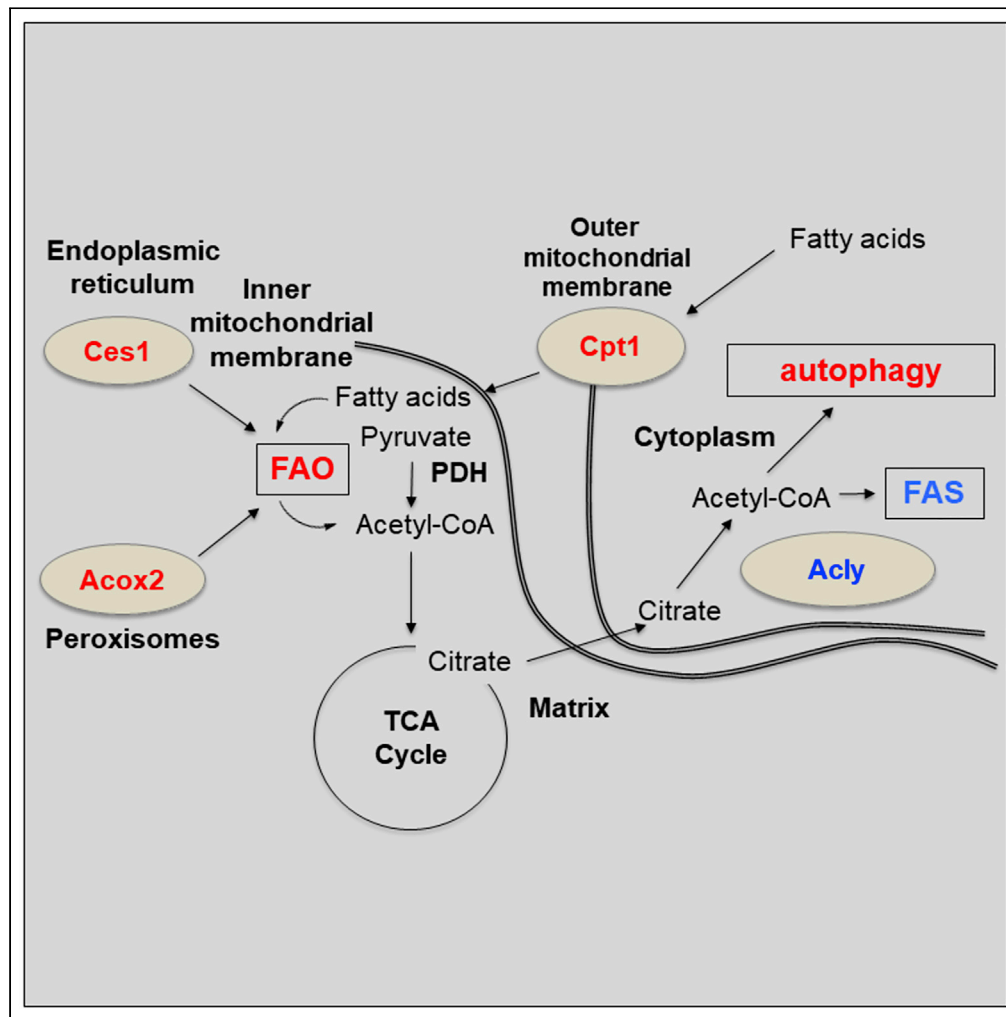 Endoplasmic
reticulum
Ces1
Inner
mitochondrial
membrane
Outer
mitochondrial
membrane
Cpt1
Fatty acids
autophagy
Fatty acids
Pyruvate
PDH
FAO
Acetyl-CoA
Cytoplasm
Acetyl-CoA
FAS
Acly
Acox2
Peroxisomes
Citrate
Citrate
Matrix
TCA
Cycle